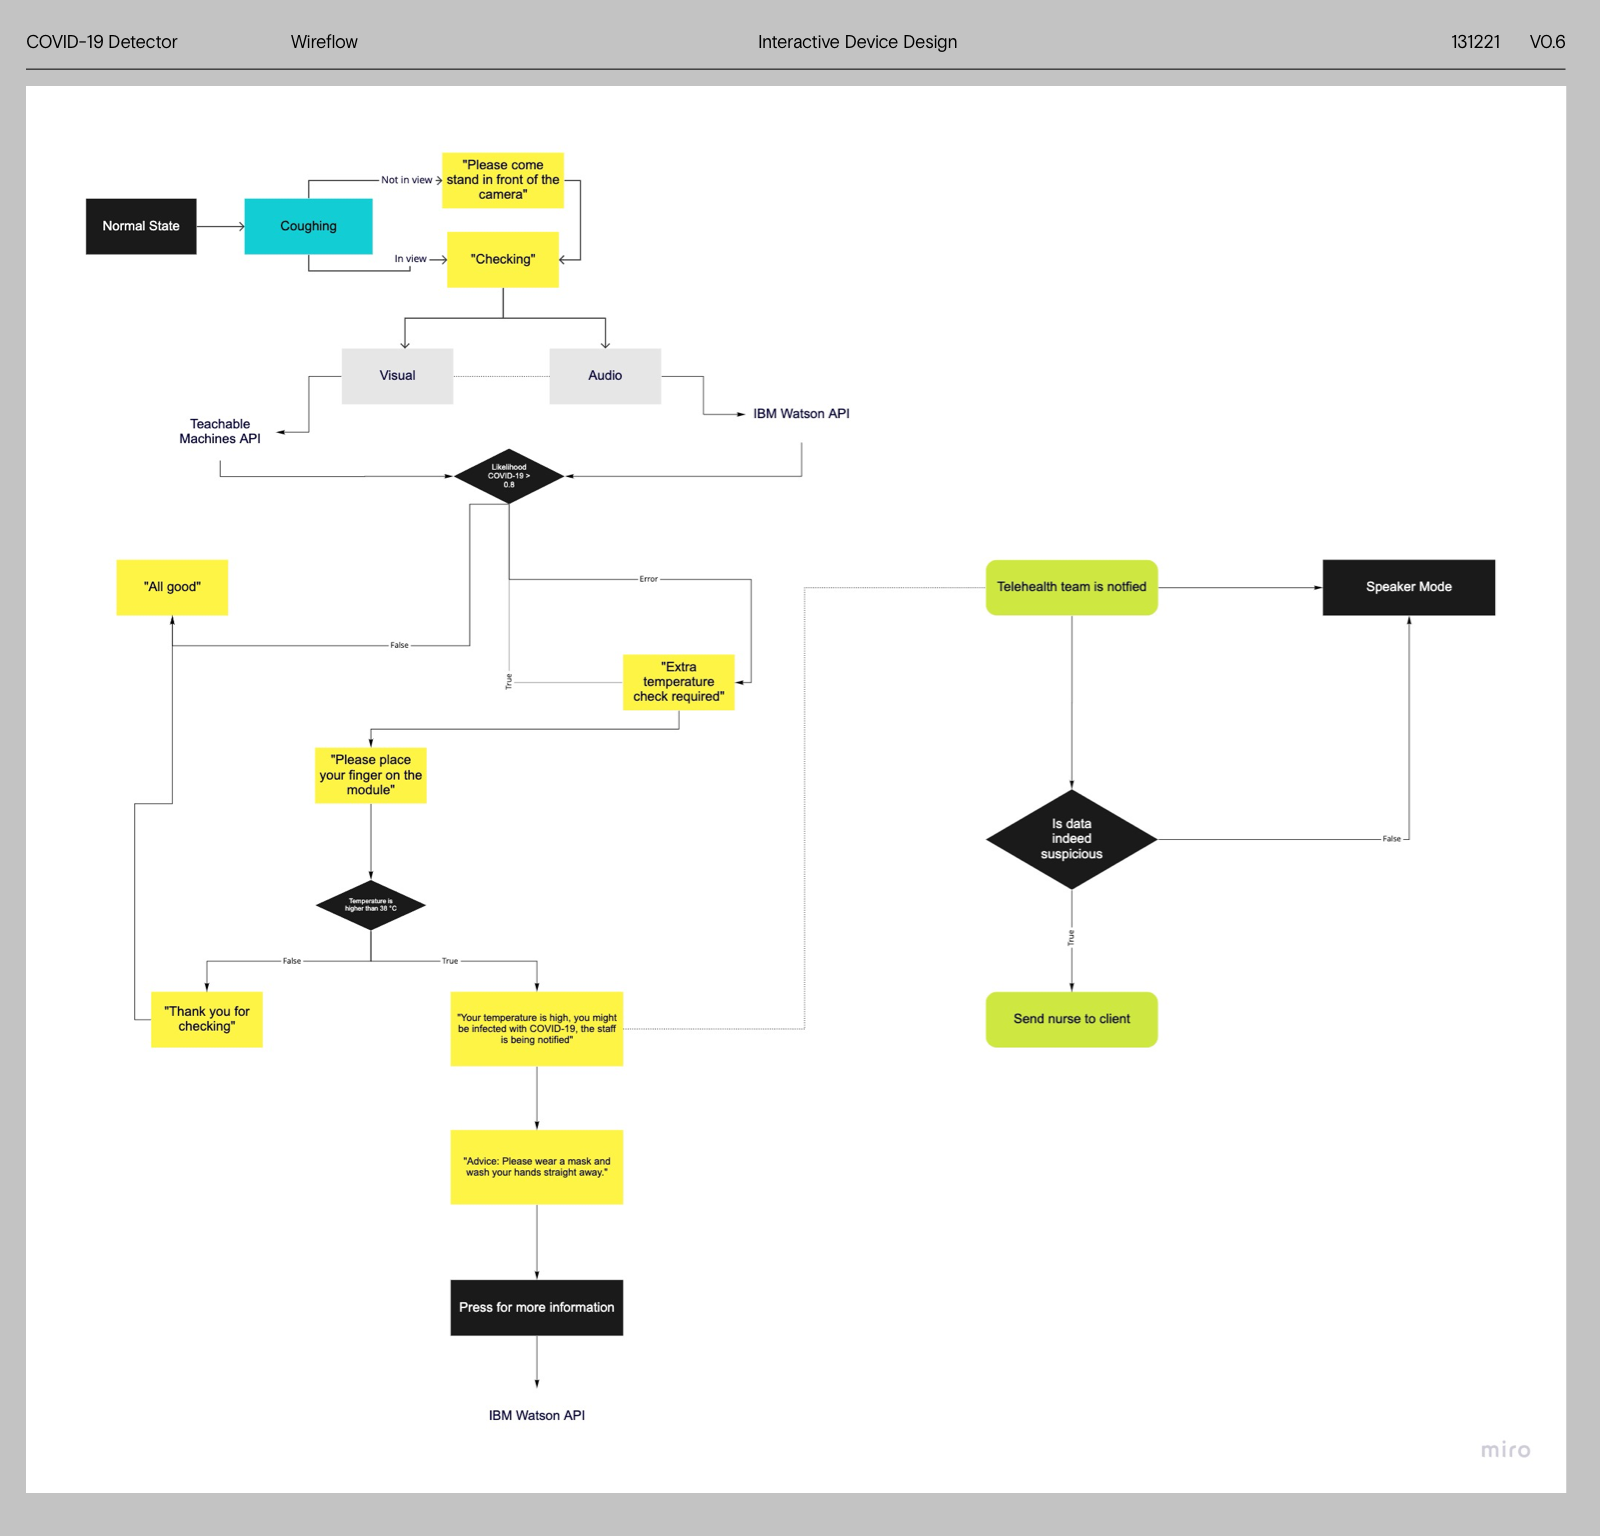 COVID-19 Detector
Wireflow
Interactive Device Design
131221
V0.6
"Please come
stand in front of the
camera"
Not in view
Normal State
Coughing
In view
"Checking"
Visual
Audio
Teachable
Machines API
IBM Watson API
Likelihood
COVID-19 >
0.8
Error
"All good"
Telehealth team is notfied
Speaker Mode
False
True
"Extra
temperature
check required"
"Please place
your finger on the
module"
Is data
indeed
suspicious
False
Temperature is
higher than 38 °C
True
False
True
"Thank you for
checking"
"Your temperature is high, you might
be infected with COVID-19, the staff
is being notified"
Send nurse to client
"Advice: Please wear a mask and
wash your hands straight away."
Press for more information
IBM Watson API
miro